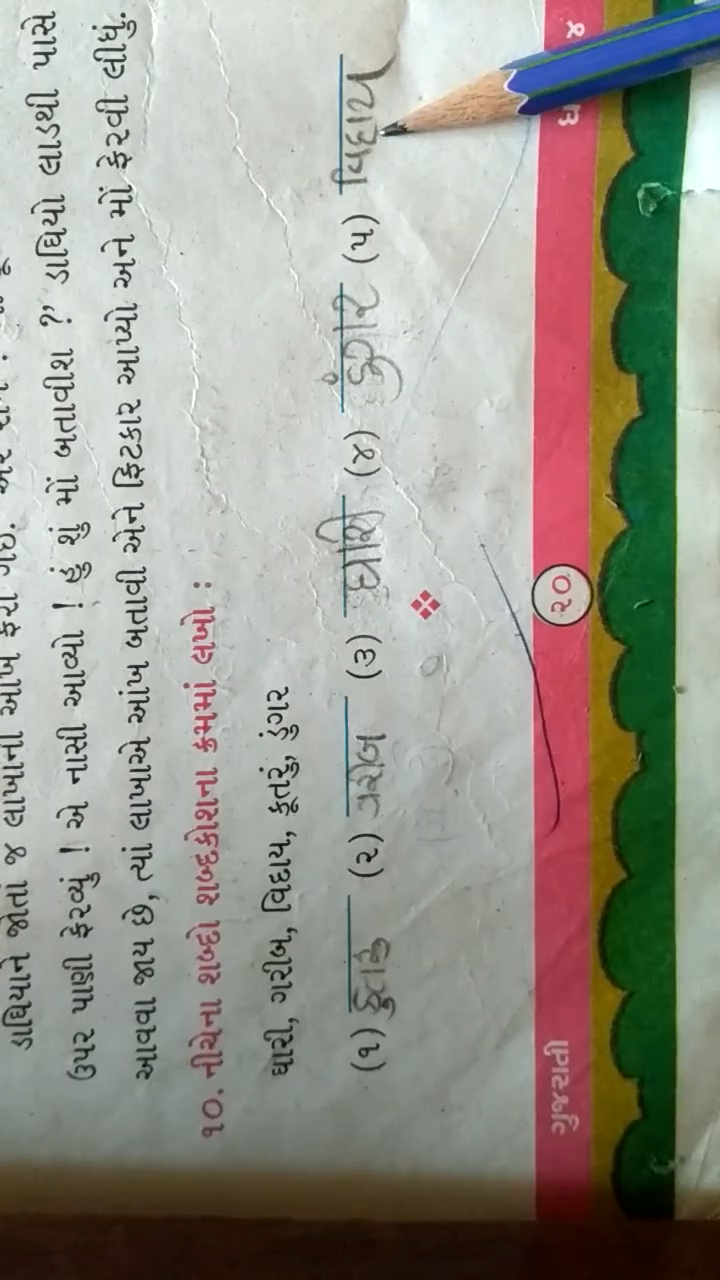 ડાઘિયાને જોતાં જ લાખાની આંખ ફરી ગઈ.
ઉપર પાણી ફેરવ્યું ! એ નાસી આવ્યો ! હું શું મોં બતાવીશ ?' ડાઘિયો લાડથી પાસે
આવવા જાય છે, ત્યાં લાખાએ આંખ બતાવી એને ફિટકાર આપ્યો અને મોં ફેરવી લીધું.
૧૦. નીચેના શબ્દો શબ્દકોશના ક્રમમાં લખો :
ઘારી, ગરીબ, વિદાય, કૂતરું, ડુંગર
(૧) કુતરૂ (૨) ગરીબ (૩) ઘારી (૪) ડુંગર (૫) વિદાય
ગુજરાતી ૨૦